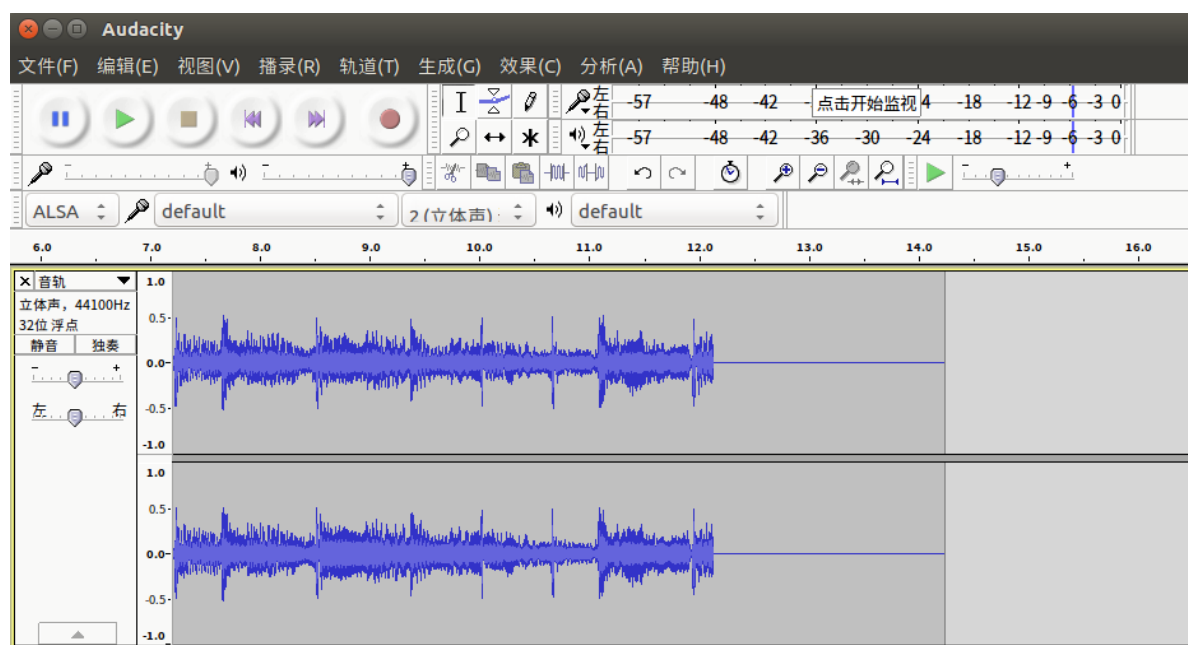 Audacity
文件(F) 编辑(E) 视图(V) 播录(R) 轨道(T) 生成(G) 效果(C) 分析(A) 帮助(H)
左 -57 -48 -42 - 点击开始监视 4 -18 -12 -9 -6 -3 0
右
左 -57 -48 -42 -36 -30 -24 -18 -12 -9 -6 -3 0
右
- + - + - +
ALSA default 2 (立体声) default
6.0 7.0 8.0 9.0 10.0 11.0 12.0 13.0 14.0 15.0 16.0
音轨 1.0
立体声，44100Hz
32位 浮点 0.5
静音 独奏
- + 0.0
左 右 -0.5
-1.0
1.0
0.5
0.0
-0.5
-1.0